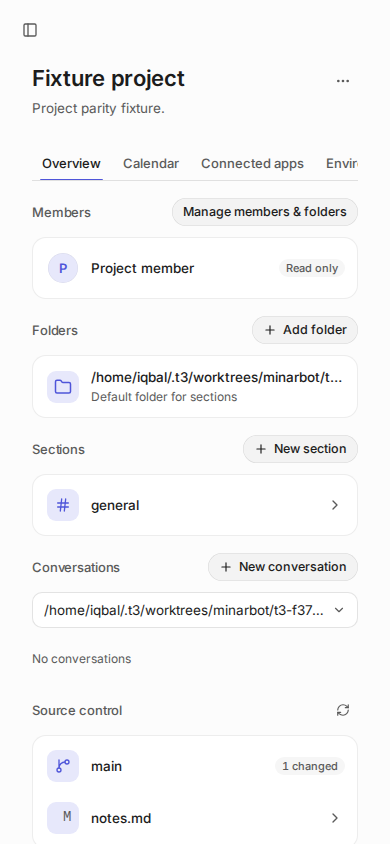 Fixture project
Project parity fixture.
Overview Calendar Connected apps Envir
Members Manage members & folders
P Project member Read only
Folders + Add folder
/home/iqbal/.t3/worktrees/minarbot/t...
Default folder for sections
Sections + New section
# general
Conversations + New conversation
/home/iqbal/.t3/worktrees/minarbot/t3-f37...
No conversations
Source control
main 1 changed
M notes.md